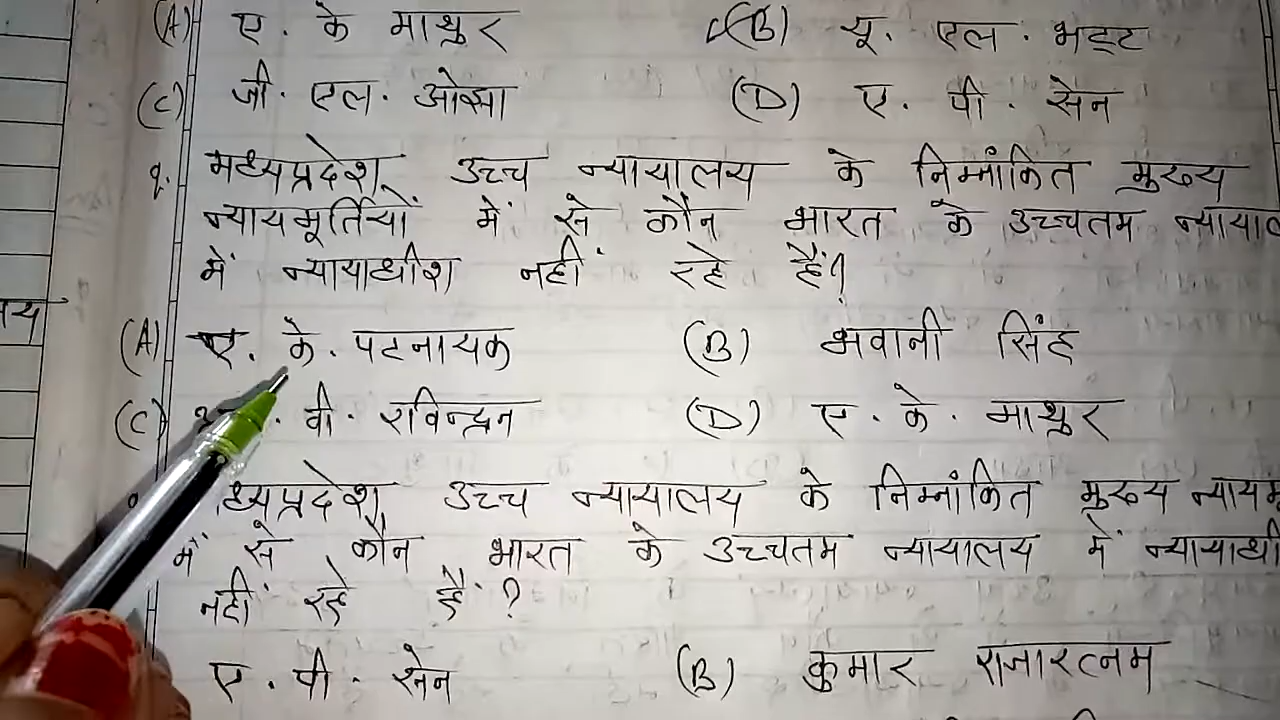 (A) ए. के माथुर (B) यू. एल. भट्ट
(C) जी. एल. ओझा (D) ए. पी. सेन
q. मध्यप्रदेश उच्च न्यायालय के निम्नांकित मुख्य
न्यायमूर्तियों में से कौन भारत के उच्चतम
में न्यायाधीश नहीं रहे हैं?
(A) ए. के. पटनायक (B) भवानी सिंह
(C) वी. रविन्द्रन (D) ए. के. माथुर
उच्च न्यायालय के निम्नांकित मुख्य
में से कौन भारत के उच्चतम न्यायालय में
नहीं रहे हैं?
ए. पी. सेन (B) कुमार राजारत्नम